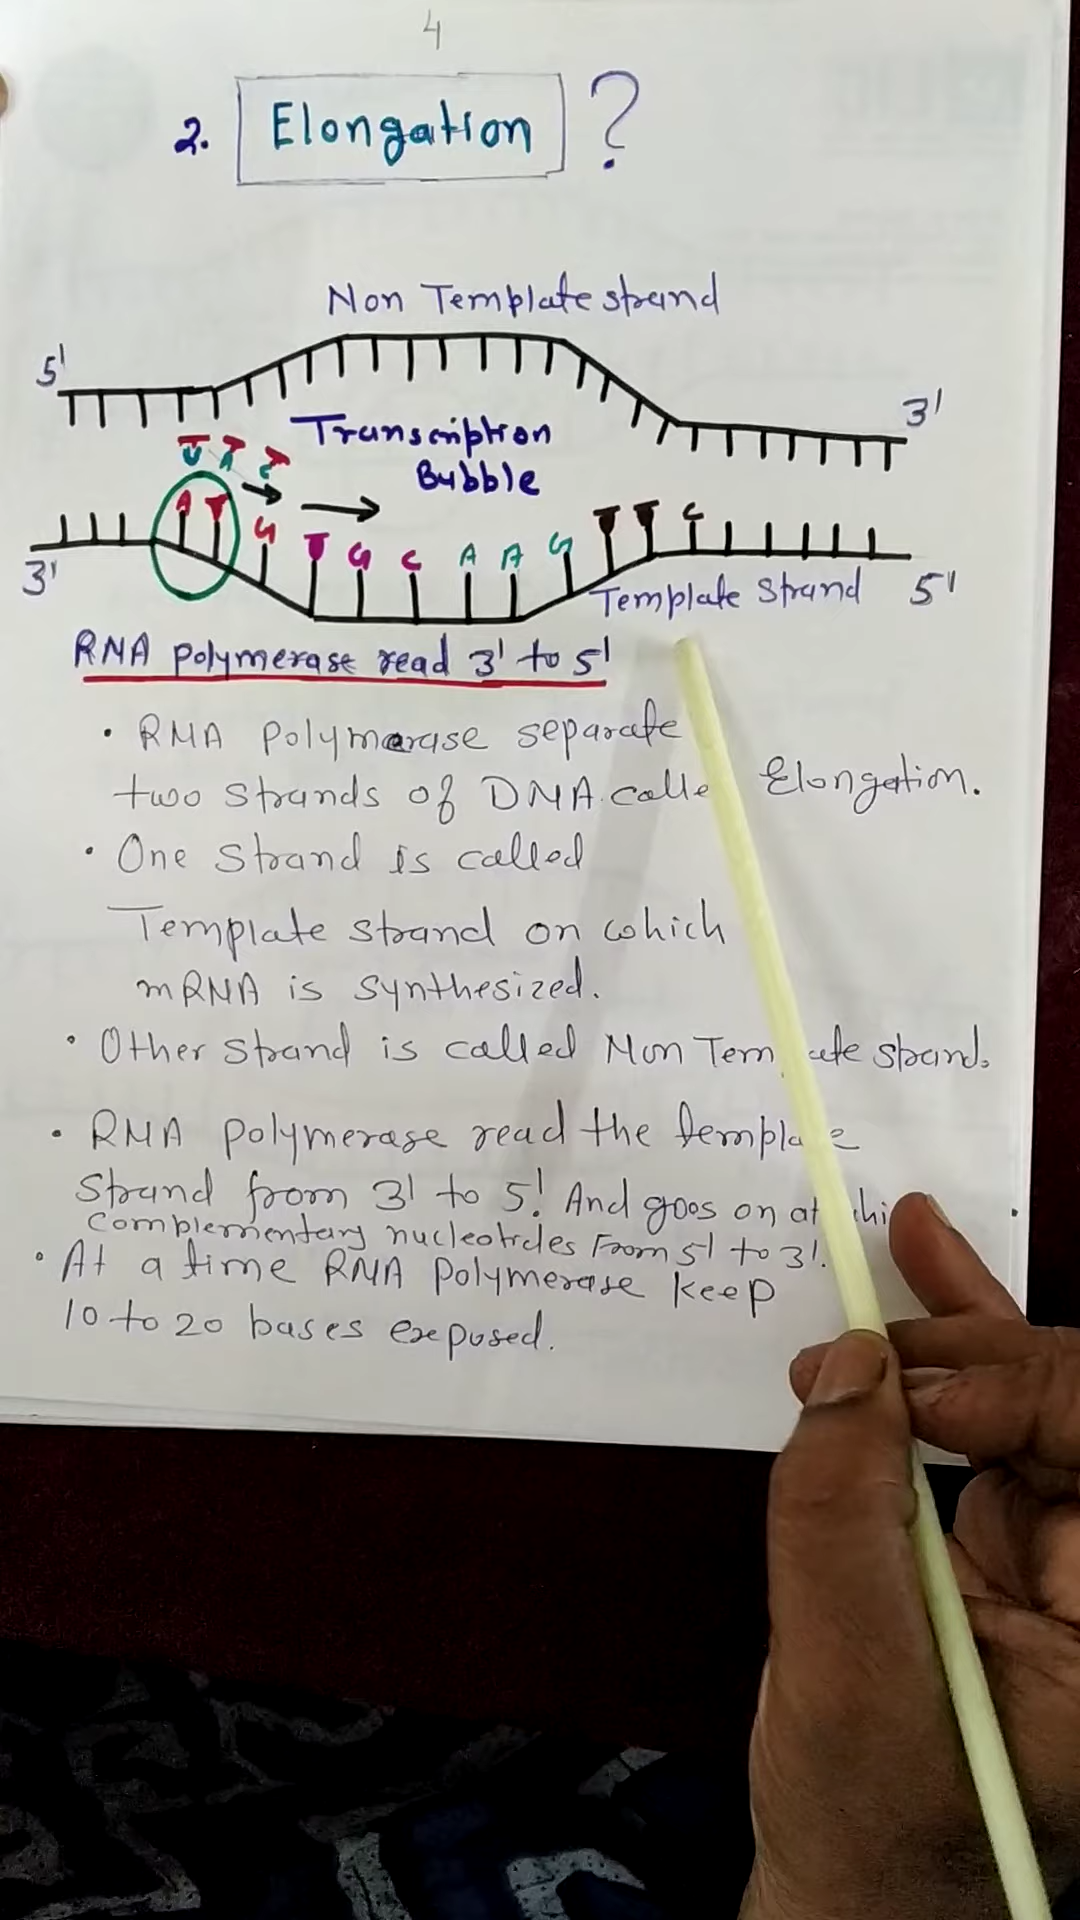 4
2. Elongation ?
Non Template strand
5' 3'
Transcription
Bubble
U A C
A T G T G C A A G T T C
3' Template Strand 5'
RNA polymerase read 3' to 5'
• RNA polymerase separate
two strands of DNA. calle Elongation.
• One strand is called
Template strand on which
mRNA is synthesized.
• Other strand is called Non Tem ate strand.
• RNA polymerase read the templa e
strand from 3' to 5'. And goes on at chi
complementary nucleotides From 5' to 3'.
• At a time RNA polymerase keep
10 to 20 bases exposed.